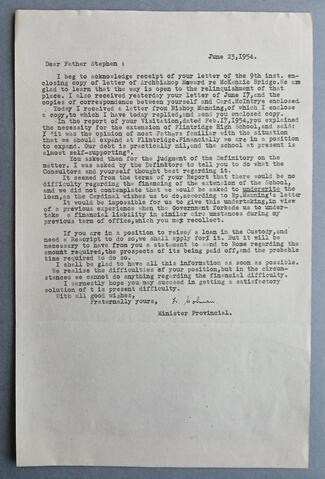 June 23,1954.
Dear Father Stephen :
I beg to acknowledge receipt of your letter of the 9th inst. en-
closing copy of letter of Archbishop Howard re McKenzie Bridge.We are
glad to learn that the way is open to the relinquishment of that
place. I also received yesterday your letter of June 17,and the
copies of correspondence between yourself and Card.McIntrye enclosed.
Today I received a letter from Bishop Manning,of which I enclose
a copy,to which I have today replied,and send you enclosed copy.
In the report of your Visitation,dated Feb.17,1954,you explained
the necessity for the extension of Flintridge High School,and said:
" it was the opinion of most Fathers familiar with the situation
that we should expand at Flintridge.Financially we are in a position
to expand. Our debt is practically nil,and the school at present is
almost self-supporting".
You asked them for the judgment of the Definitory on the
matter. I was asked by the Definitors to tell you to do what the
Consultors and yourself thought best regarding it.
It seemed from the terms of your Report that there would be no
difficulty regarding the financing of the extension of the School,
and we did not contemplate that we would be asked to underwrite the
loan,as the Cardinal wishes us to do,according to Bp.Manning's letter.
It would be impossible for us to give this undertaking,in view
of a previous experience when the Government forbade us to under-
take a financial liability in similar circumstances during my
previous term of office,which you may recollect.
If you are in a position to raise/ a loan in the Custody,and
need a Rescript to do so,we shall apply for it. But it will be
necessary to have from you a statement to send to Rome regarding the
amount required,the prospects of its being paid off,and the probable
time required to do so.
I shall be glad to have all this information as soon as possible.
We realise the difficulties of your position,but in the circum-
stances we cannot do anything regarding the financial difficulty.
I earnestly hope you may succeed in getting a satisfactory
solution of t is present difficulty.
With all good wishes,
Fraternally yours,
Minister Provincial.